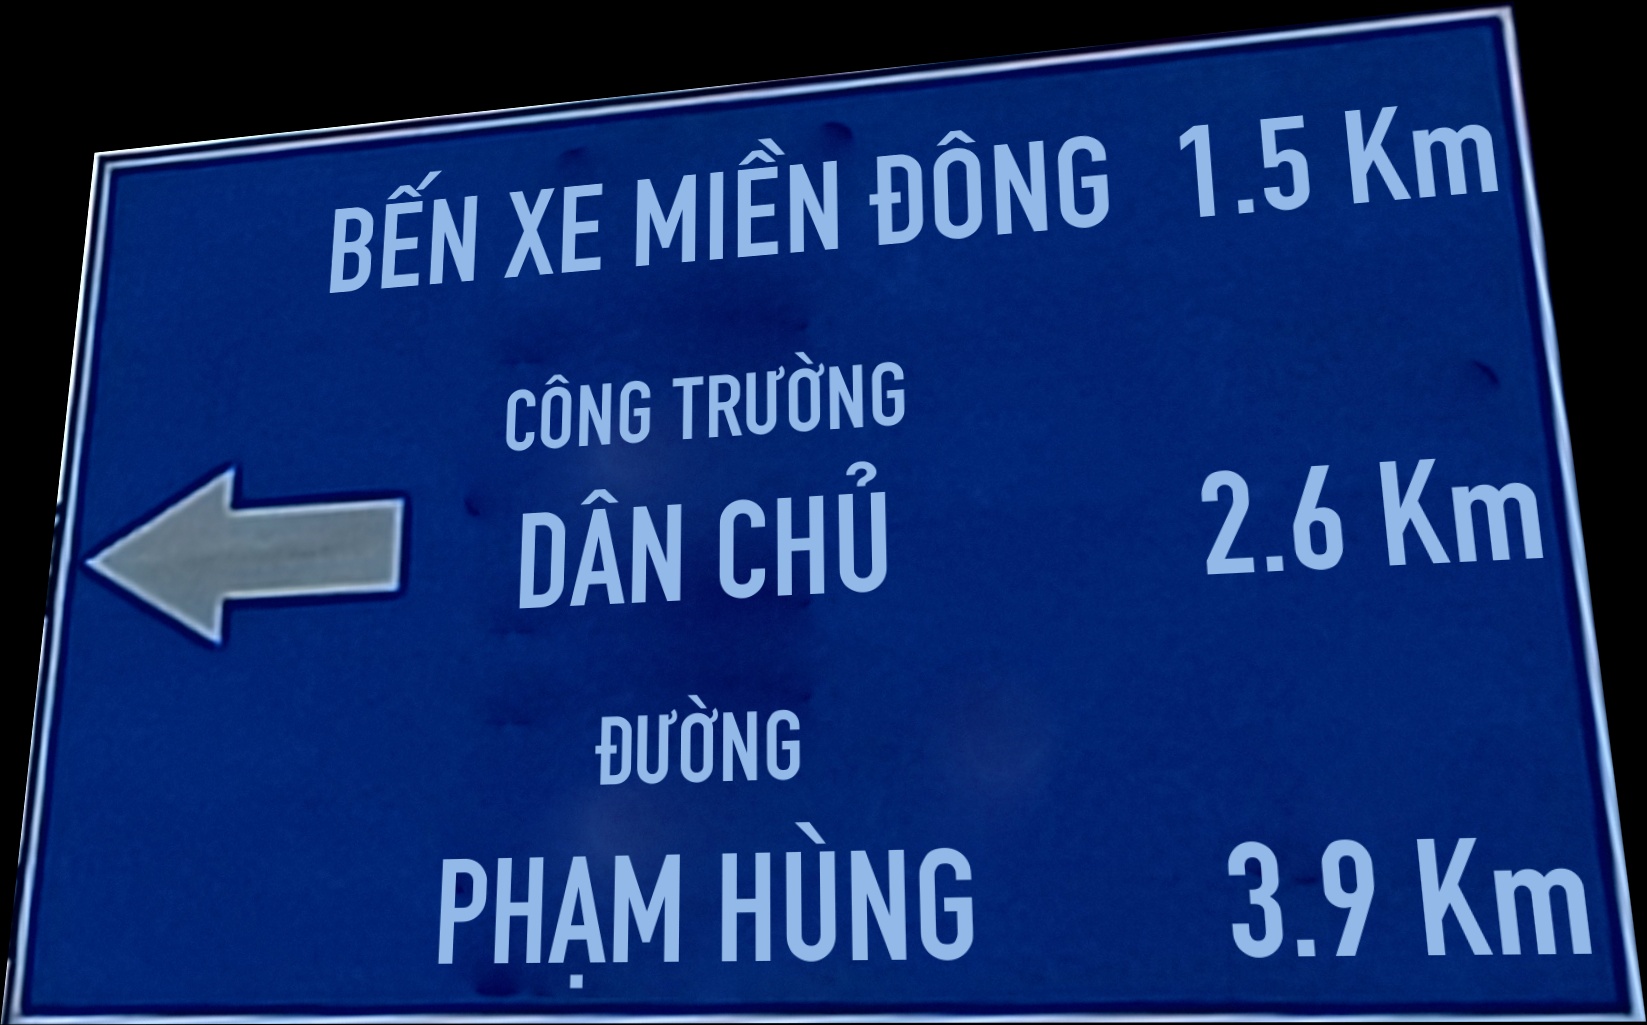 BẾN XE MIỀN ĐÔNG 1.5 Km
CÔNG TRƯỜNG
DÂN CHỦ 2.6 Km
ĐƯỜNG
PHẠM HÙNG 3.9 Km